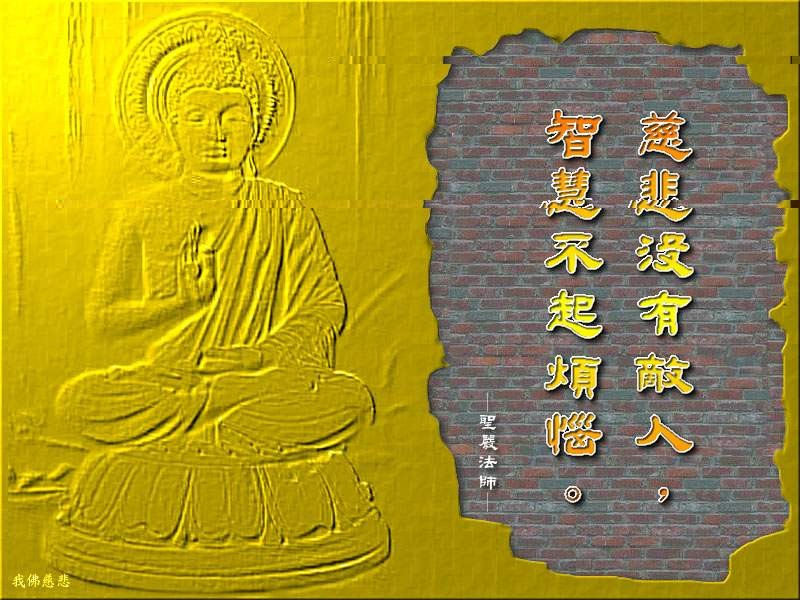 慈悲没有敵人，
智慧不起煩惱。
—聖嚴法師—
我佛慈悲